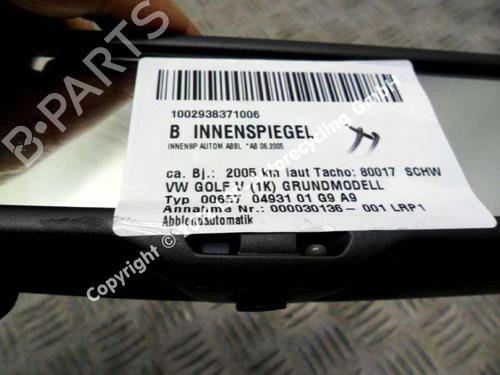 1002938371006
B INNENSPIEGEL
INNENSP AUTOM ABBL *AB 06.2005
ca. Bj.: 2005 km laut Tacho: 80017 SCHW
VW GOLF V (1K) GRUNDMODELL
Typ 00657 04931 01 G9 A9
Annahme Nr.: 000030136- 001 LRP1
Abblendautomatik
B-PARTS